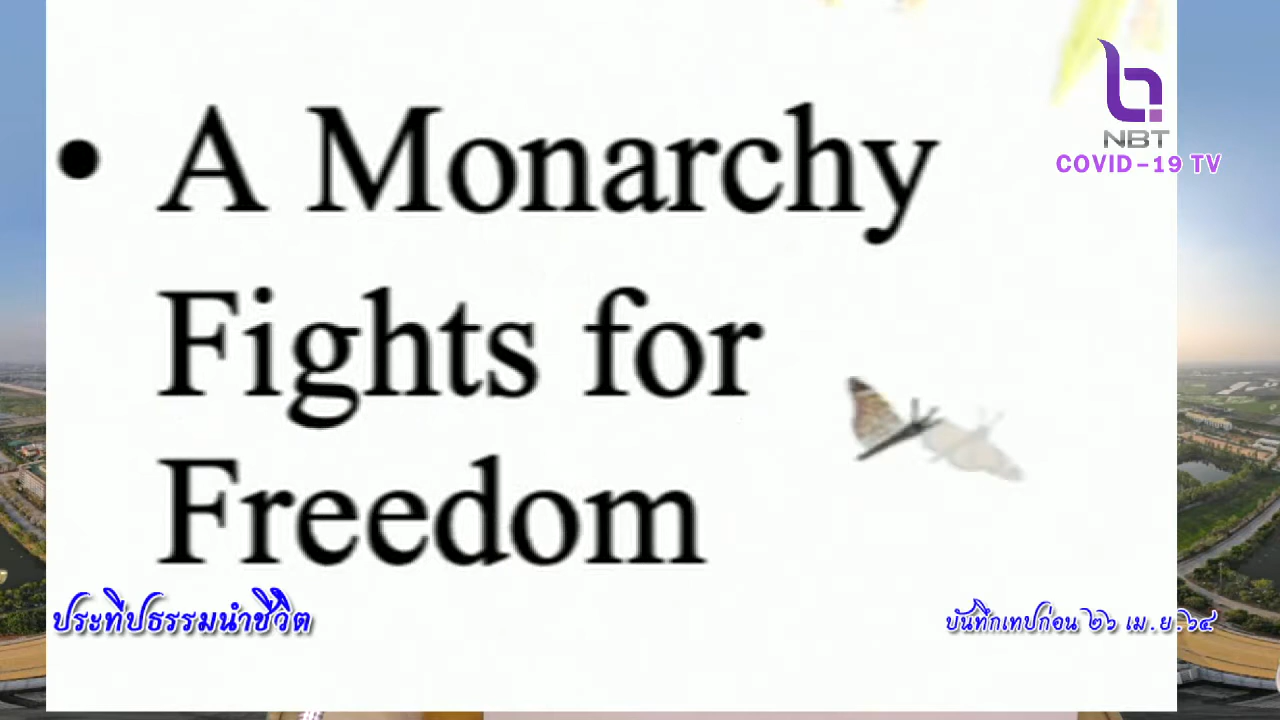 • A Monarchy
Fights for
Freedom
NBT
COVID-19 TV
ประทีปธรรมนำชีวิต
บันทึกเทปก่อน ๒๖ เม.ย.๖๔